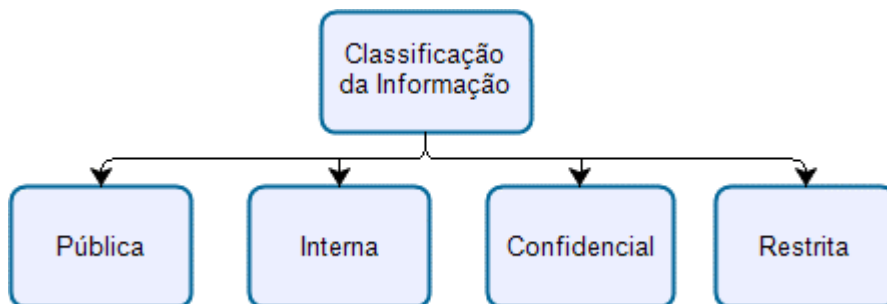 Classificação
da Informação
Pública
Interna
Confidencial
Restrita